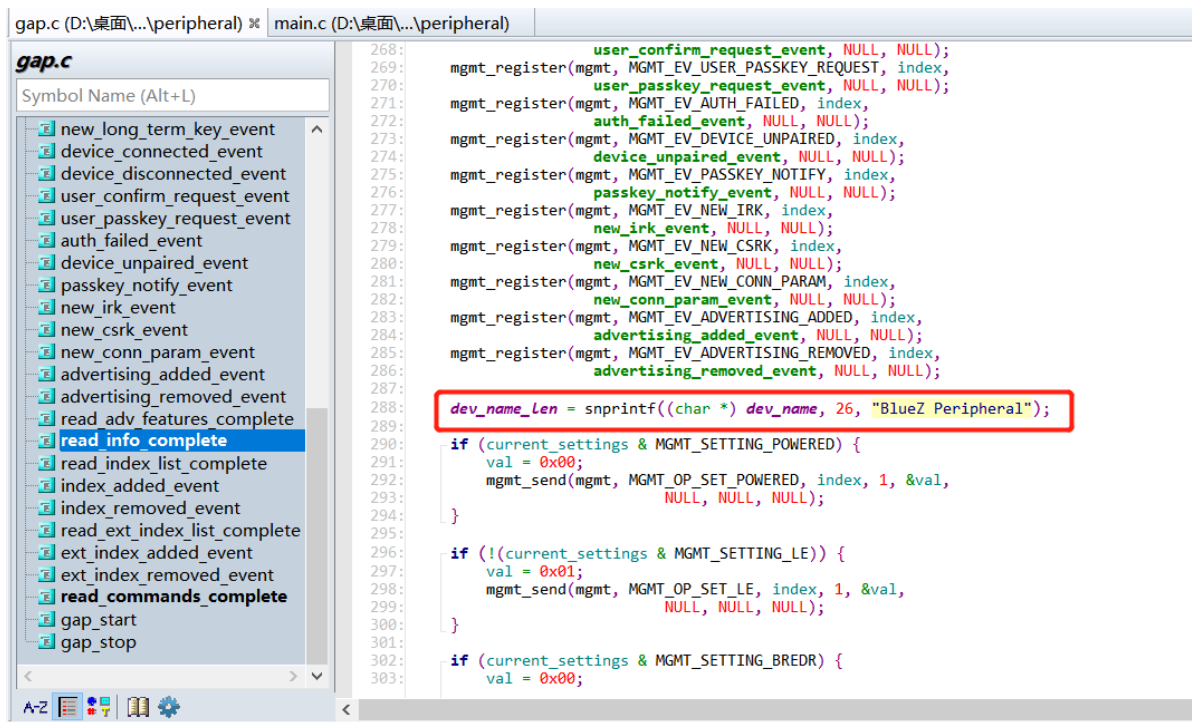 gap.c (D:\桌面\...\peripheral) × main.c (D:\桌面\...\peripheral)
gap.c
Symbol Name (Alt+L)
new_long_term_key_event
device_connected_event
device_disconnected_event
user_confirm_request_event
user_passkey_request_event
auth_failed_event
device_unpaired_event
passkey_notify_event
new_irk_event
new_csrk_event
new_conn_param_event
advertising_added_event
advertising_removed_event
read_adv_features_complete
read_info_complete
read_index_list_complete
index_added_event
index_removed_event
read_ext_index_list_complete
ext_index_added_event
ext_index_removed_event
read_commands_complete
gap_start
gap_stop
A-Z
268: user_confirm_request_event, NULL, NULL);
269: mgmt_register(mgmt, MGMT_EV_USER_PASSKEY_REQUEST, index,
270: user_passkey_request_event, NULL, NULL);
271: mgmt_register(mgmt, MGMT_EV_AUTH_FAILED, index,
272: auth_failed_event, NULL, NULL);
273: mgmt_register(mgmt, MGMT_EV_DEVICE_UNPAIRED, index,
274: device_unpaired_event, NULL, NULL);
275: mgmt_register(mgmt, MGMT_EV_PASSKEY_NOTIFY, index,
276: passkey_notify_event, NULL, NULL);
277: mgmt_register(mgmt, MGMT_EV_NEW_IRK, index,
278: new_irk_event, NULL, NULL);
279: mgmt_register(mgmt, MGMT_EV_NEW_CSRK, index,
280: new_csrk_event, NULL, NULL);
281: mgmt_register(mgmt, MGMT_EV_NEW_CONN_PARAM, index,
282: new_conn_param_event, NULL, NULL);
283: mgmt_register(mgmt, MGMT_EV_ADVERTISING_ADDED, index,
284: advertising_added_event, NULL, NULL);
285: mgmt_register(mgmt, MGMT_EV_ADVERTISING_REMOVED, index,
286: advertising_removed_event, NULL, NULL);
287:
288: dev_name_len = snprintf((char *) dev_name, 26, "BlueZ Peripheral");
289:
290: if (current_settings & MGMT_SETTING_POWERED) {
291: val = 0x00;
292: mgmt_send(mgmt, MGMT_OP_SET_POWERED, index, 1, &val,
293: NULL, NULL, NULL);
294: }
295:
296: if (!(current_settings & MGMT_SETTING_LE)) {
297: val = 0x01;
298: mgmt_send(mgmt, MGMT_OP_SET_LE, index, 1, &val,
299: NULL, NULL, NULL);
300: }
301:
302: if (current_settings & MGMT_SETTING_BREDR) {
303: val = 0x00;